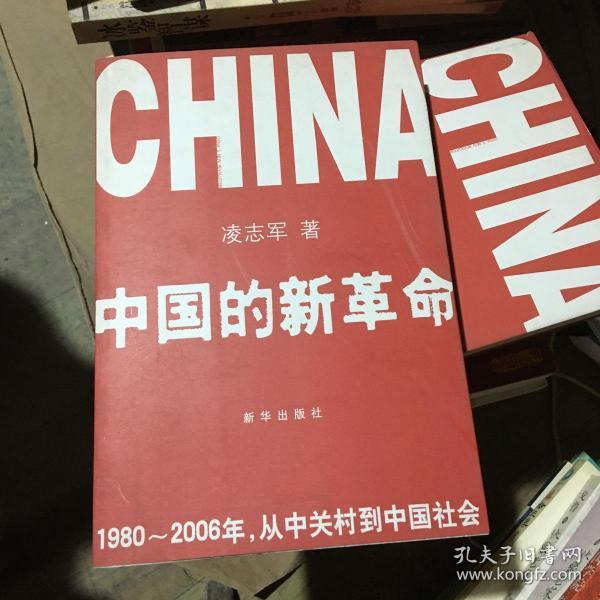 CHINA
凌志军 著
中国的新革命
新华出版社
1980～2006年，从中关村到中国社会
CHINA
孔夫子旧书网
www.kongfz.com